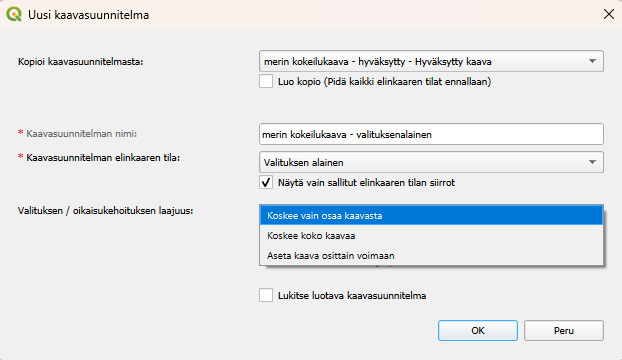 Uusi kaavasuunnitelma
Kopioi kaavasuunnitelmasta:
merin kokeilukaava - hyväksytty - Hyväksytty kaava
Luo kopio (Pidä kaikki elinkaaren tilat ennallaan)
* Kaavasuunnitelman nimi:
merin kokeilukaava - valituksenalainen
* Kaavasuunnitelman elinkaaren tila:
Valituksen alainen
Näytä vain sallitut elinkaaren tilan siirrot
Valituksen / oikaisukehoituksen laajuus:
Koskee vain osaa kaavasta
Koskee koko kaavaa
Aseta kaava osittain voimaan
Lukitse luotava kaavasuunnitelma
OK
Peru